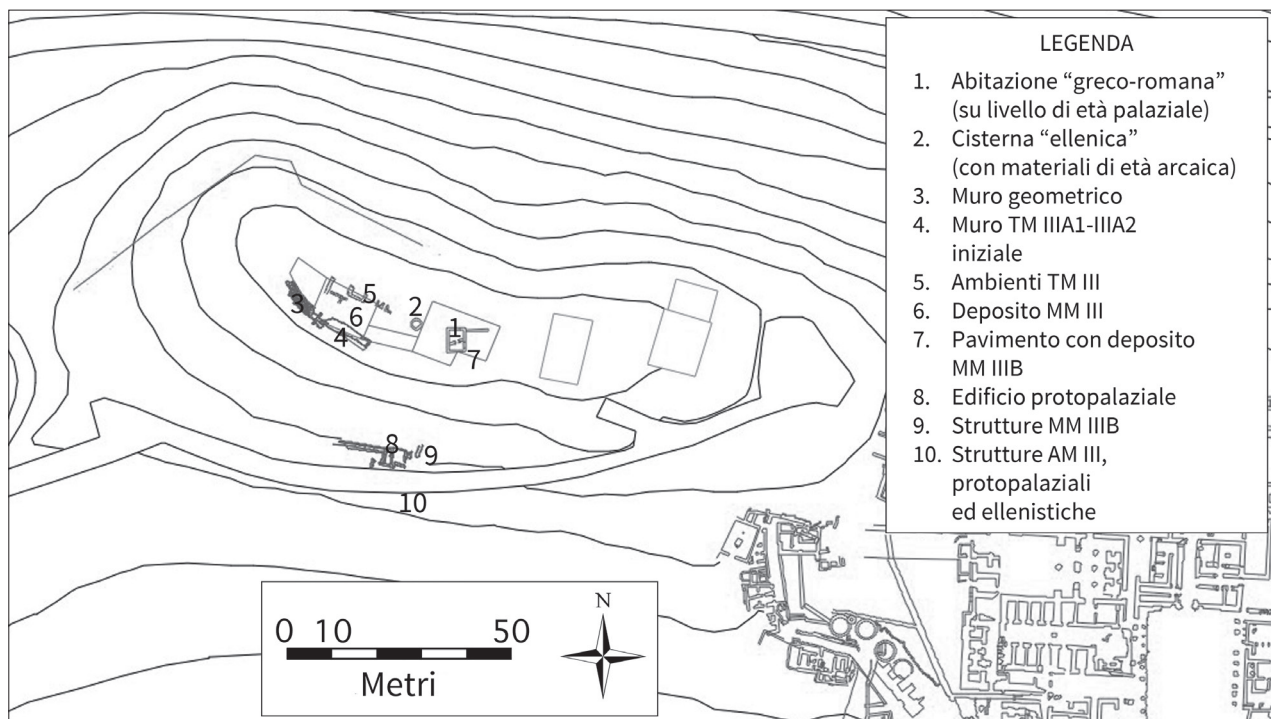 LEGENDA
1. Abitazione “greco-romana”
(su livello di età palaziale)
2. Cisterna “ellenica”
(con materiali di età arcaica)
3. Muro geometrico
4. Muro TM IIIA1-IIIA2
iniziale
5. Ambienti TM III
6. Deposito MM III
7. Pavimento con deposito
MM IIIB
8. Edificio protopalaziale
9. Strutture MM IIIB
10. Strutture AM III,
protopalaziali
ed ellenistiche
5
3
2
6
1
4
7
8
9
10
N
0 10 50
Metri